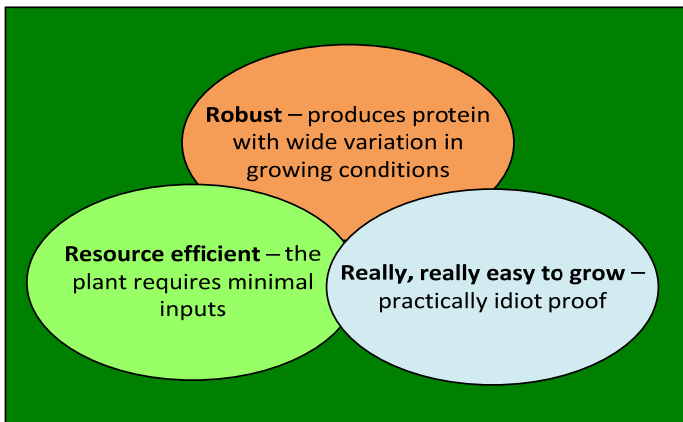 Robust – produces protein
with wide variation in
growing conditions
Resource efficient – the
plant requires minimal
inputs
Really, really easy to grow –
practically idiot proof